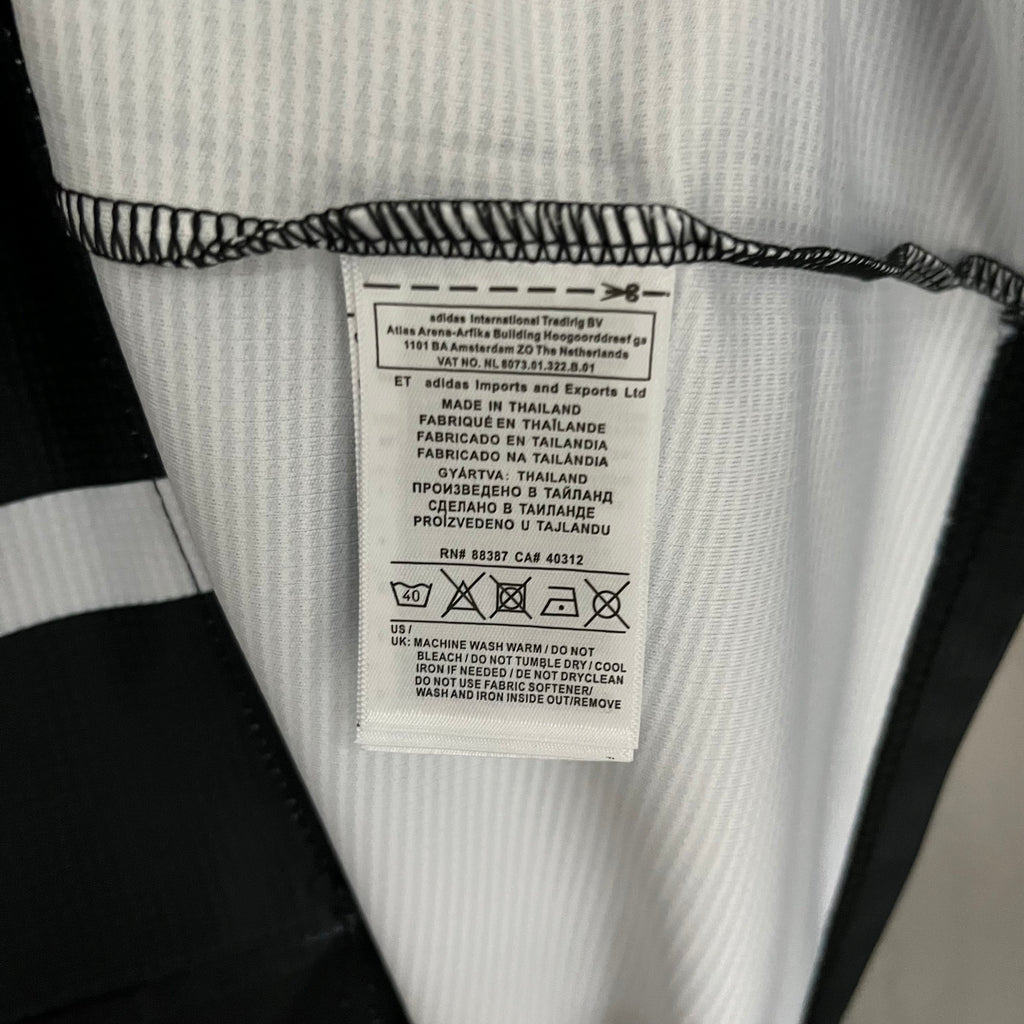 adidas International Tradirig BV
Atlas Arena-Arfika Building Hoogoorddreef ga
1101 BA Amsterdam ZO The Netherlands
VAT NO. NL 8073.01.322.B.01
ET adidas Imports and Exports Ltd
MADE IN THAILAND
FABRIQUÉ EN THAÏLANDE
FABRICADO EN TAILANDIA
FABRICADO NA TAILÁNDIA
GYÁRTVA: THAILAND
ПРОИЗВЕДЕНО В ТАЙЛАНД
СДЕЛАНО В ТАИЛАНДЕ
PROİZVEDENO U TAJLANDU
RN# 88387 CA# 40312
40
US /
UK: MACHINE WASH WARM / DO NOT
BLEACH / DO NOT TUMBLE DRY / COOL
IRON IF NEEDED / DE NOT DRYCLEAN
DO NOT USE FABRIC SOFTENER/
WASH AND IRON INSIDE OUT/REMOVE